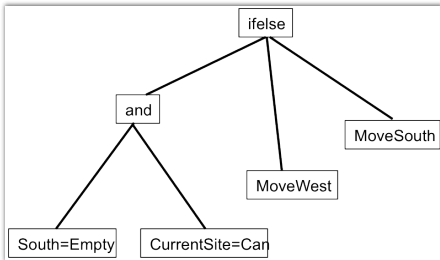 ifelse
and
MoveSouth
MoveWest
South=Empty
CurrentSite=Can